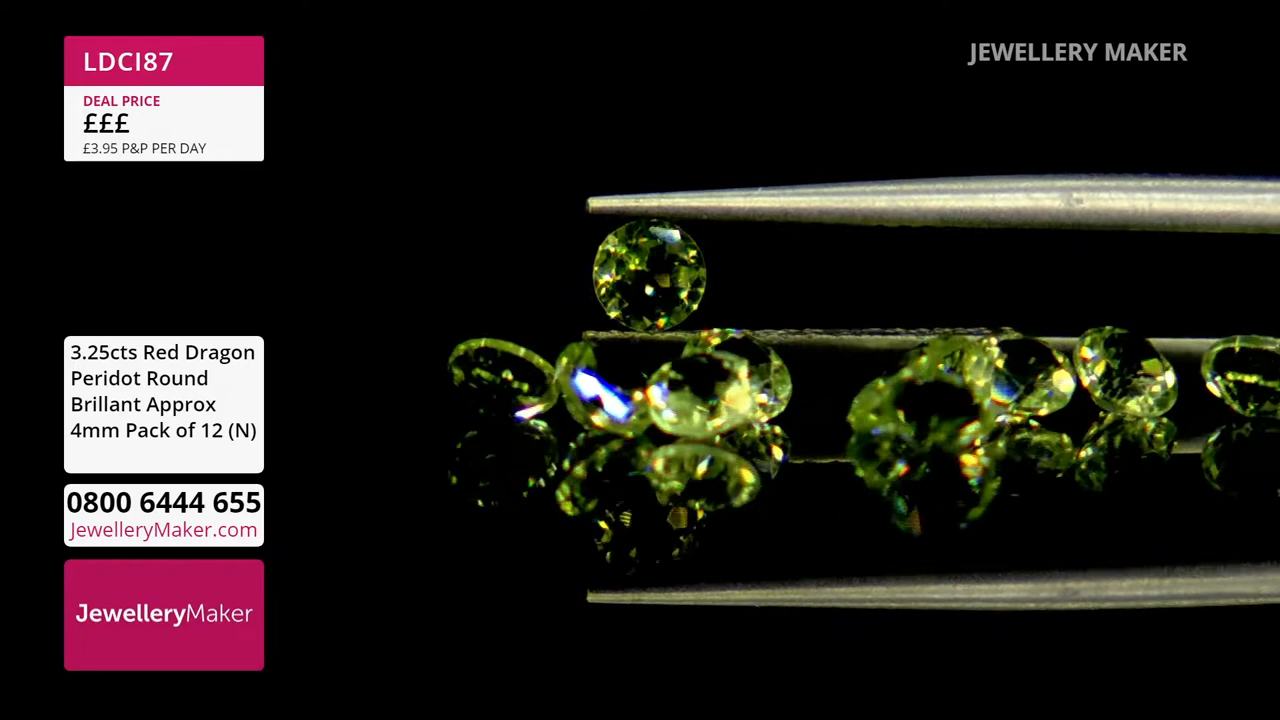 LDCI87
DEAL PRICE
£££
£3.95 P&P PER DAY
JEWELLERY MAKER
3.25cts Red Dragon
Peridot Round
Brillant Approx
4mm Pack of 12 (N)
0800 6444 655
JewelleryMaker.com
JewelleryMaker